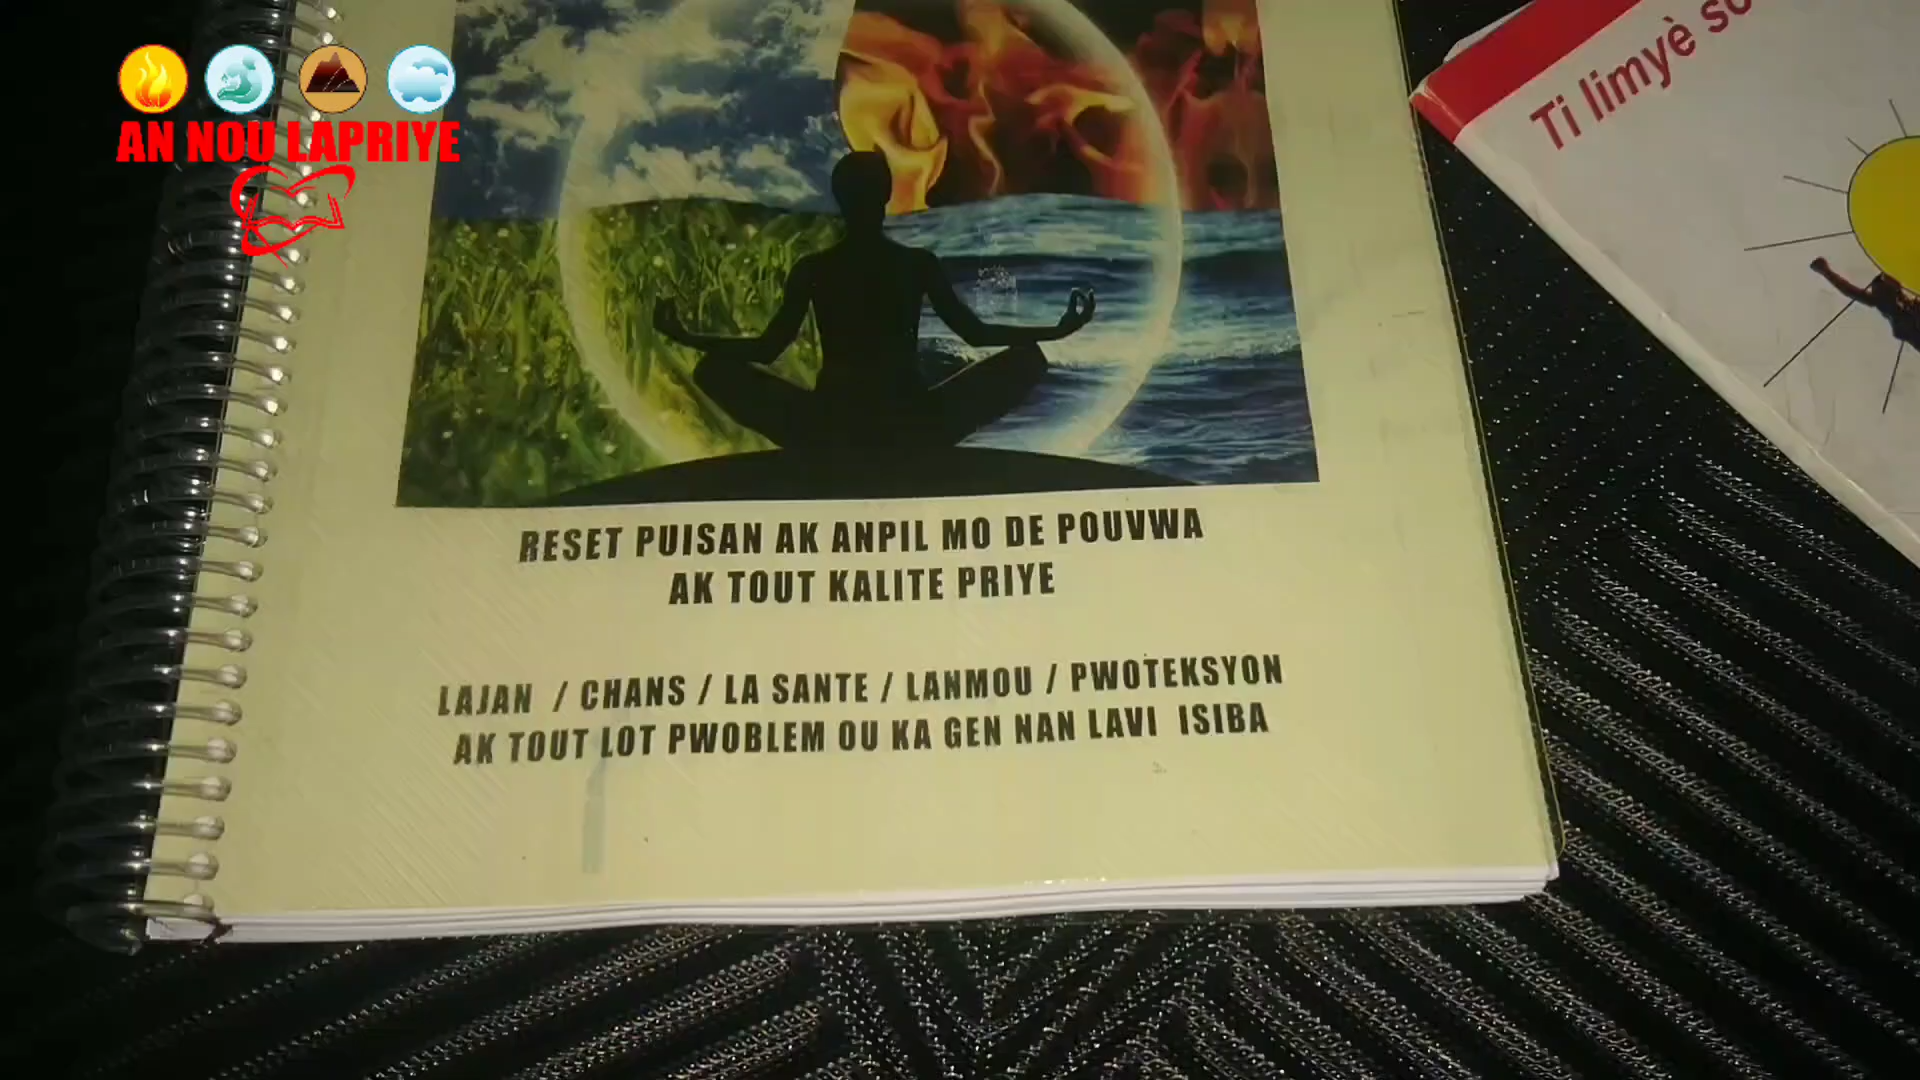 AN NOU LAPRIYE
Ti limyè
RESET PUISAN AK ANPIL MO DE POUVWA
AK TOUT KALITE PRIYE
LAJAN / CHANS / LA SANTE / LANMOU / PWOTEKSYON
AK TOUT LOT PWOBLEM OU KA GEN NAN LAVI ISIBA